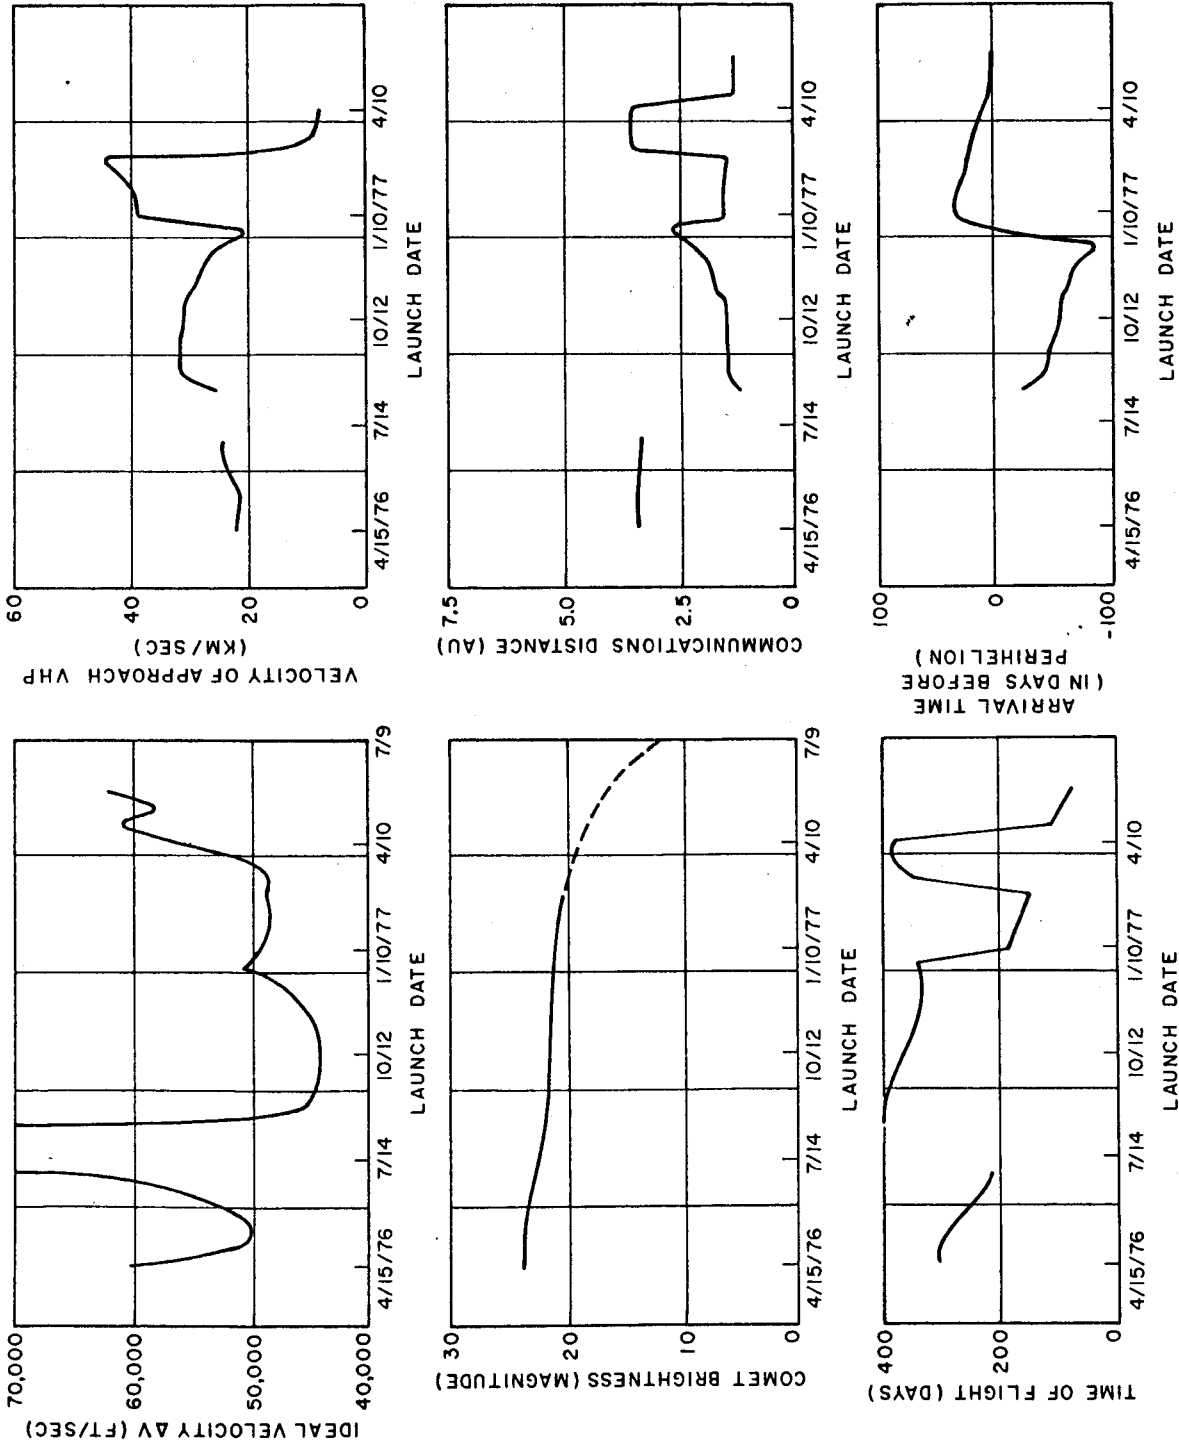 IDEAL VELOCITY ΔV (FT/SEC)
70,000
60,000
50,000
40,000
4/15/76 7/14 10/12 1/10/77 4/10 7/9
LAUNCH DATE
VELOCITY OF APPROACH VHP
(KM/SEC)
60
40
20
0
4/15/76 7/14 10/12 1/10/77 4/10
LAUNCH DATE
COMET BRIGHTNESS (MAGNITUDE)
30
20
10
0
4/15/76 7/14 10/12 1/10/77 4/10 7/9
LAUNCH DATE
COMMUNICATIONS DISTANCE (AU)
7.5
5.0
2.5
0
4/15/76 7/14 10/12 1/10/77 4/10
LAUNCH DATE
TIME OF FLIGHT (DAYS)
400
200
0
4/15/76 7/14 10/12 1/10/77 4/10
LAUNCH DATE
ARRIVAL TIME
(IN DAYS BEFORE
PERIHELION)
100
0
-100
4/15/76 7/14 10/12 1/10/77 4/10
LAUNCH DATE